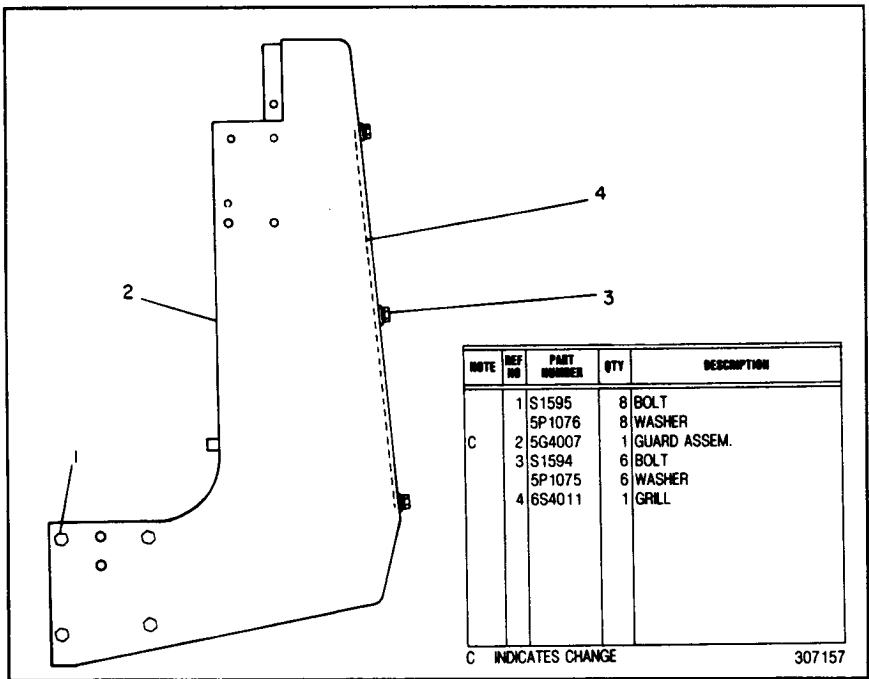 4
2
3
1
NOTE REF NO PART NUMBER QTY DESCRIPTION
1 S1595 8 BOLT
5P1076 8 WASHER
C 2 5G4007 1 GUARD ASSEM.
3 S1594 6 BOLT
5P1075 6 WASHER
4 6S4011 1 GRILL
C INDICATES CHANGE 307157